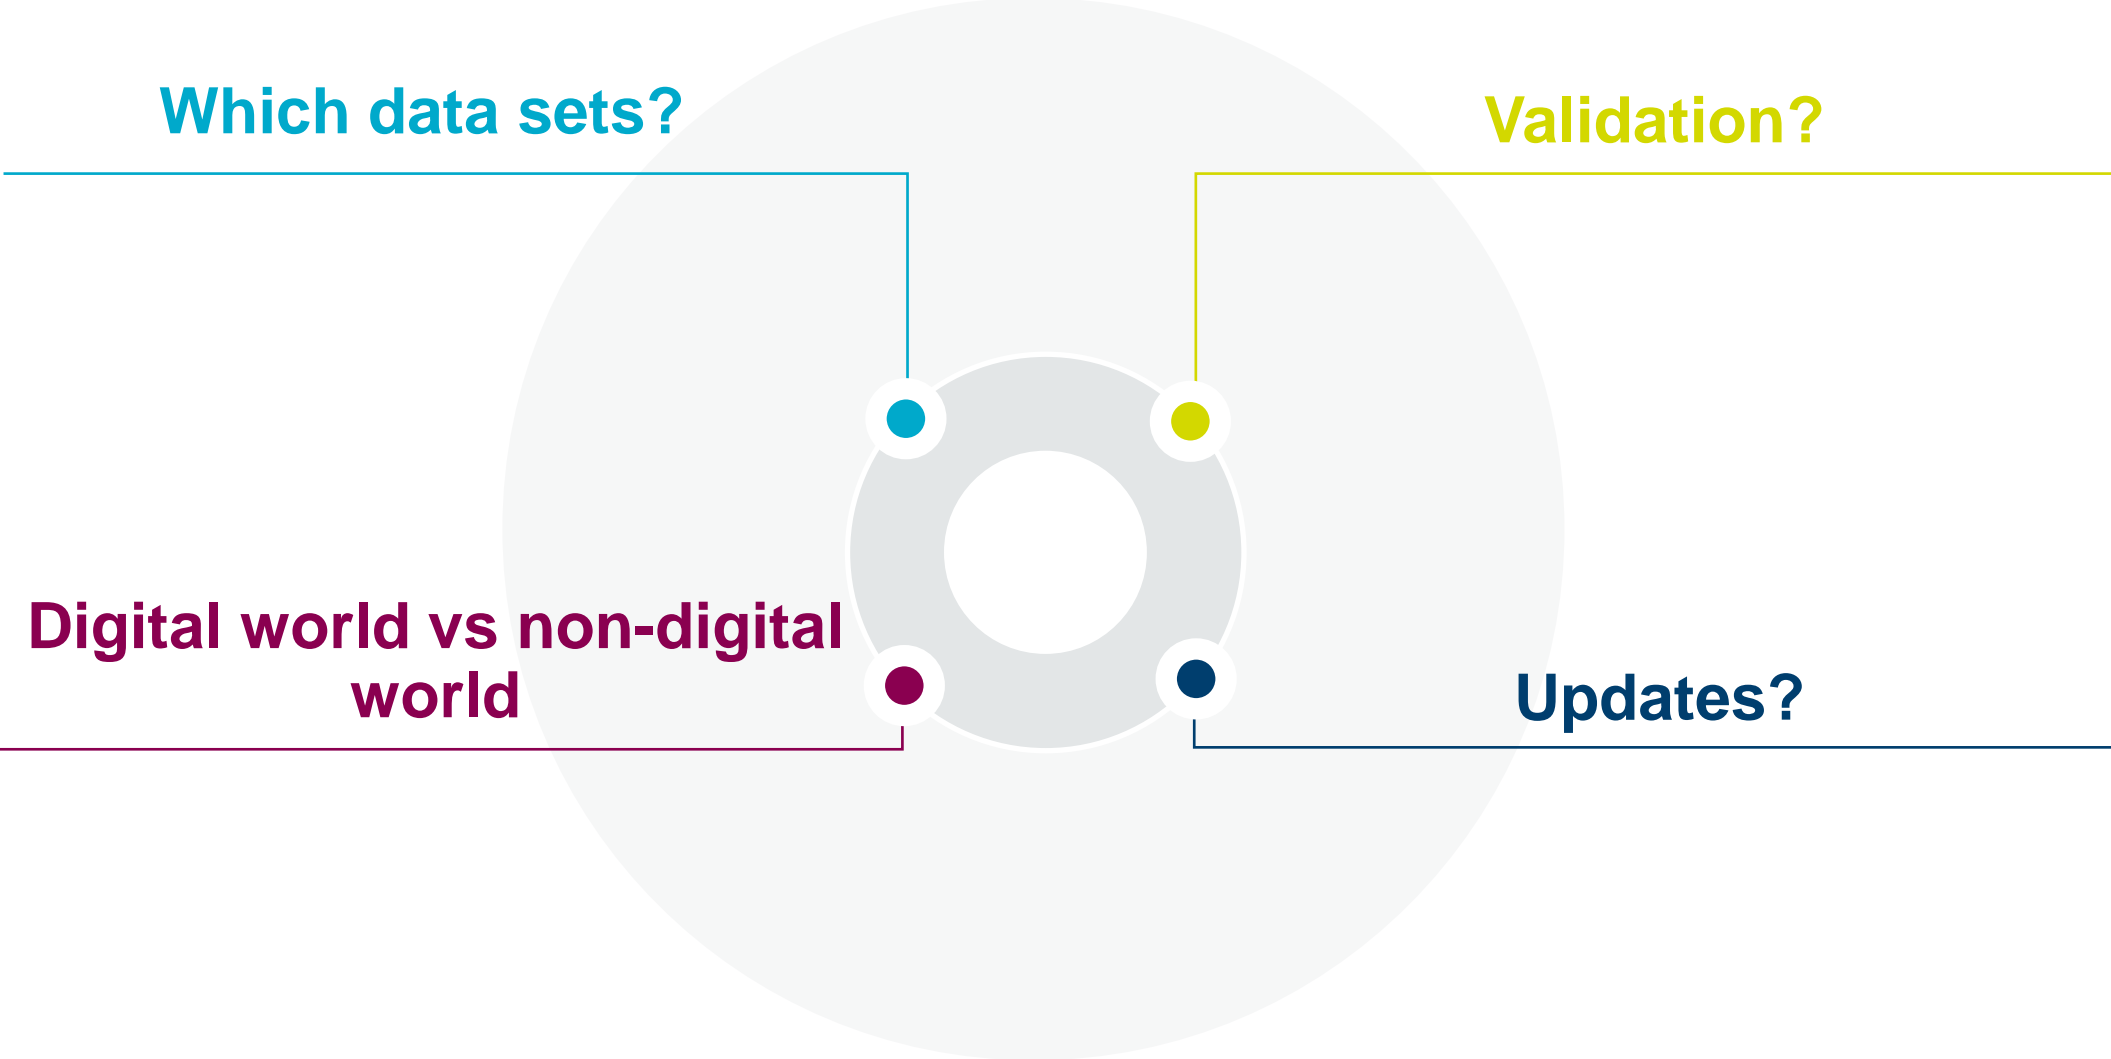 Which data sets?
Validation?
Digital world vs non-digital
world
Updates?